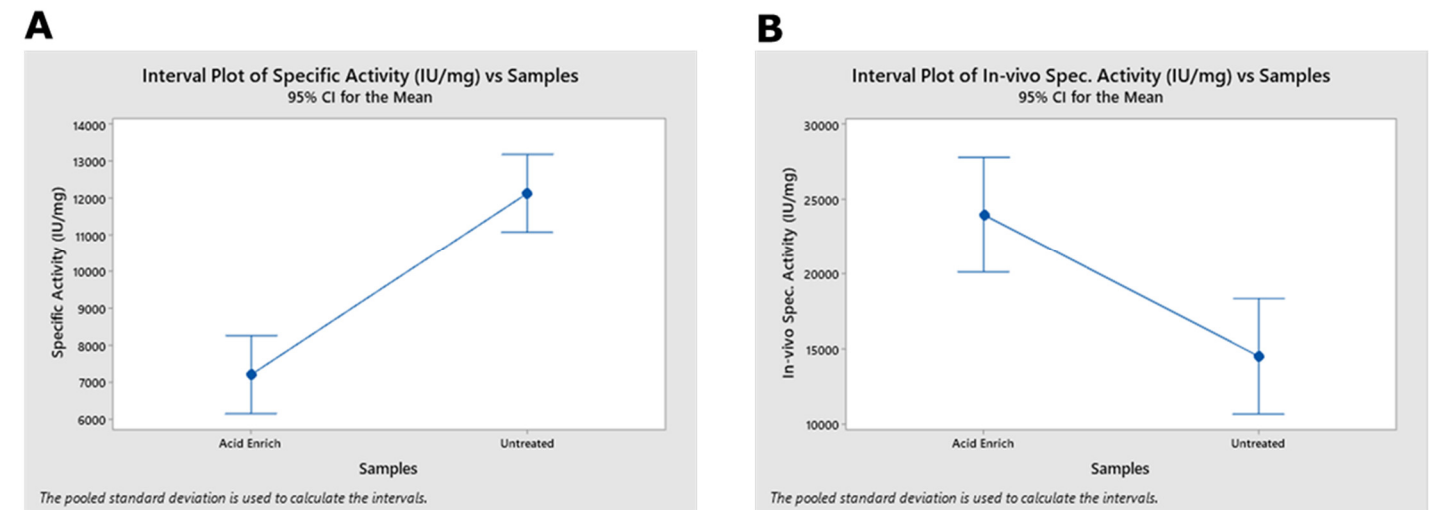 A
Interval Plot of Specific Activity (IU/mg) vs Samples
95% CI for the Mean
Specific Activity (IU/mg)
14000
13000
12000
11000
10000
9000
8000
7000
6000
Acid Enrich
Untreated
Samples
The pooled standard deviation is used to calculate the intervals.
B
Interval Plot of In-vivo Spec. Activity (IU/mg) vs Samples
95% CI for the Mean
In-vivo Spec. Activity (IU/mg)
30000
25000
20000
15000
10000
Acid Enrich
Untreated
Samples
The pooled standard deviation is used to calculate the intervals.